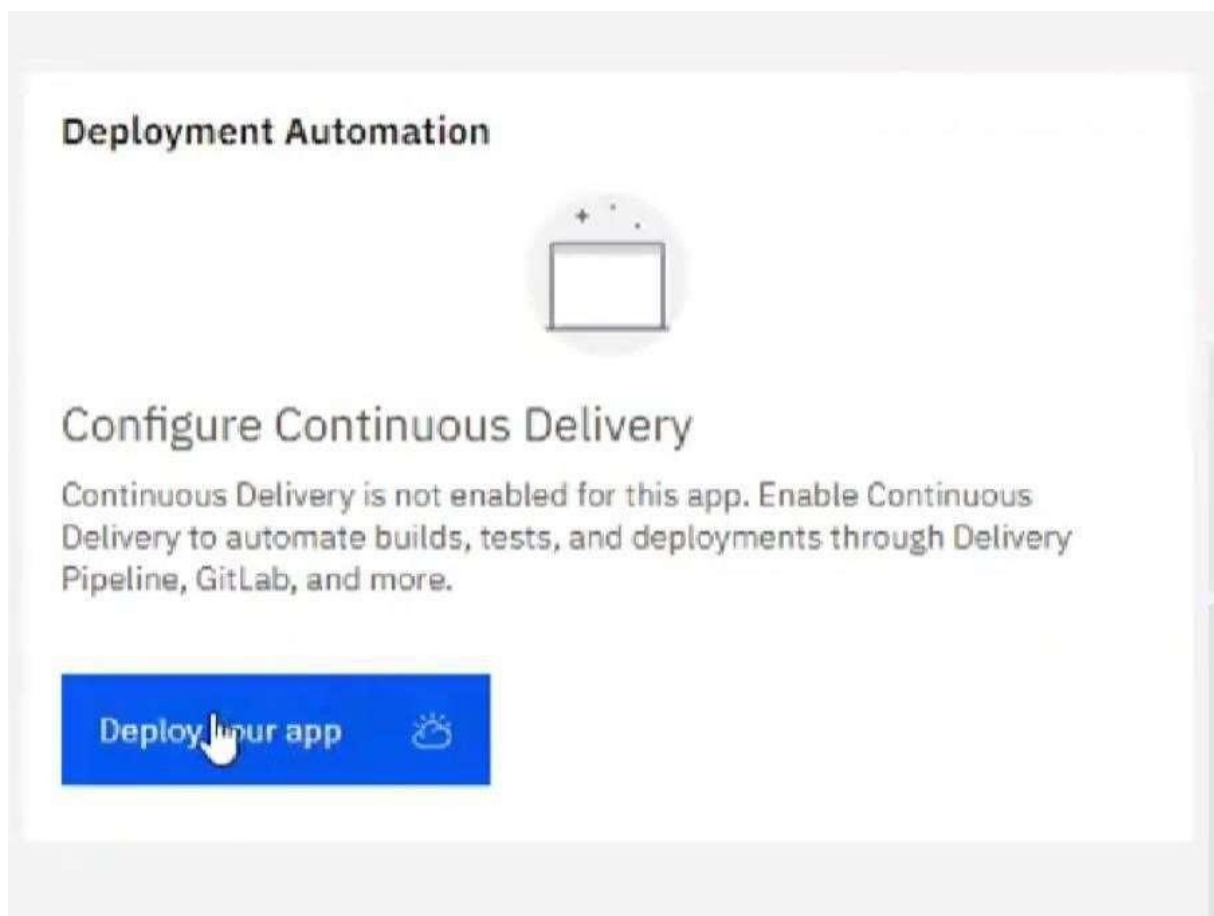 Deployment Automation
Configure Continuous Delivery
Continuous Delivery is not enabled for this app. Enable Continuous
Delivery to automate builds, tests, and deployments through Delivery
Pipeline, GitLab, and more.
Deploy your app